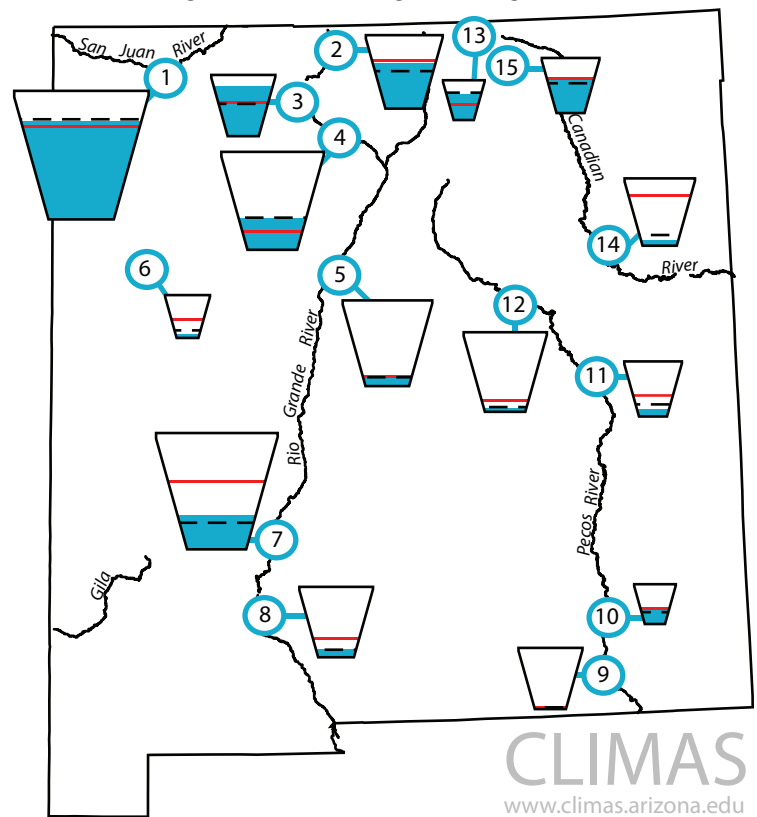 San Juan River
1
2
3
4
13
15
Canadian
14
River
6
5
12
11
Rio Grande River
Pecos River
7
Gila
8
10
9
CLIMAS
www.climas.arizona.edu